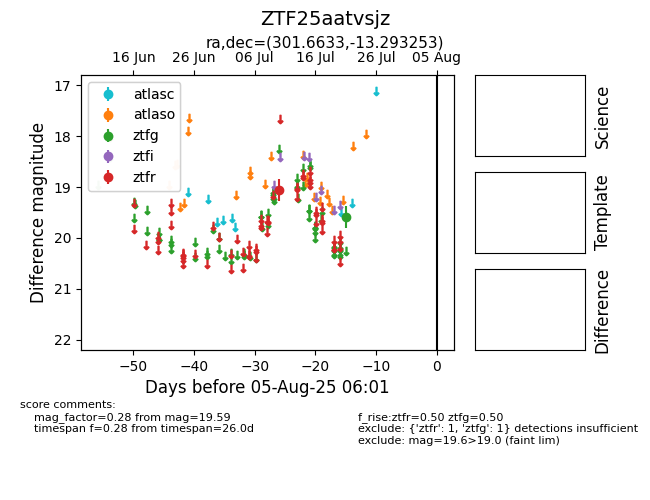 ZTF25aatvsjz
ra,dec=(301.6633,-13.293253)
16 Jun 26 Jun 06 Jul 16 Jul 26 Jul 05 Aug
atlasc
atlaso
ztfg
ztfi
ztfr
17
18
19
20
21
22
Difference magnitude
−50 −40 −30 −20 −10 0
Days before 05-Aug-25 06:01
Science
Template
Difference
score comments:
mag_factor=0.28 from mag=19.59
timespan f=0.28 from timespan=26.0d
f_rise:ztfr=0.50 ztfg=0.50
exclude: {'ztfr': 1, 'ztfg': 1} detections insufficient
exclude: mag=19.6>19.0 (faint lim)